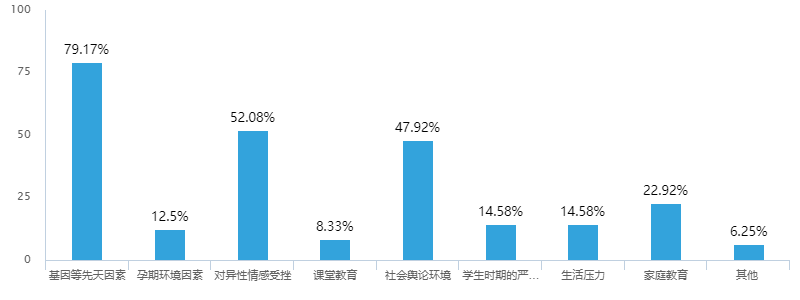 100
79.17%
75
52.08%
50
47.92%
25
22.92%
14.58%
14.58%
12.5%
8.33%
6.25%
0
基因等先天因素
孕期环境因素
对异性情感受挫
课堂教育
社会舆论环境
学生时期的严...
生活压力
家庭教育
其他